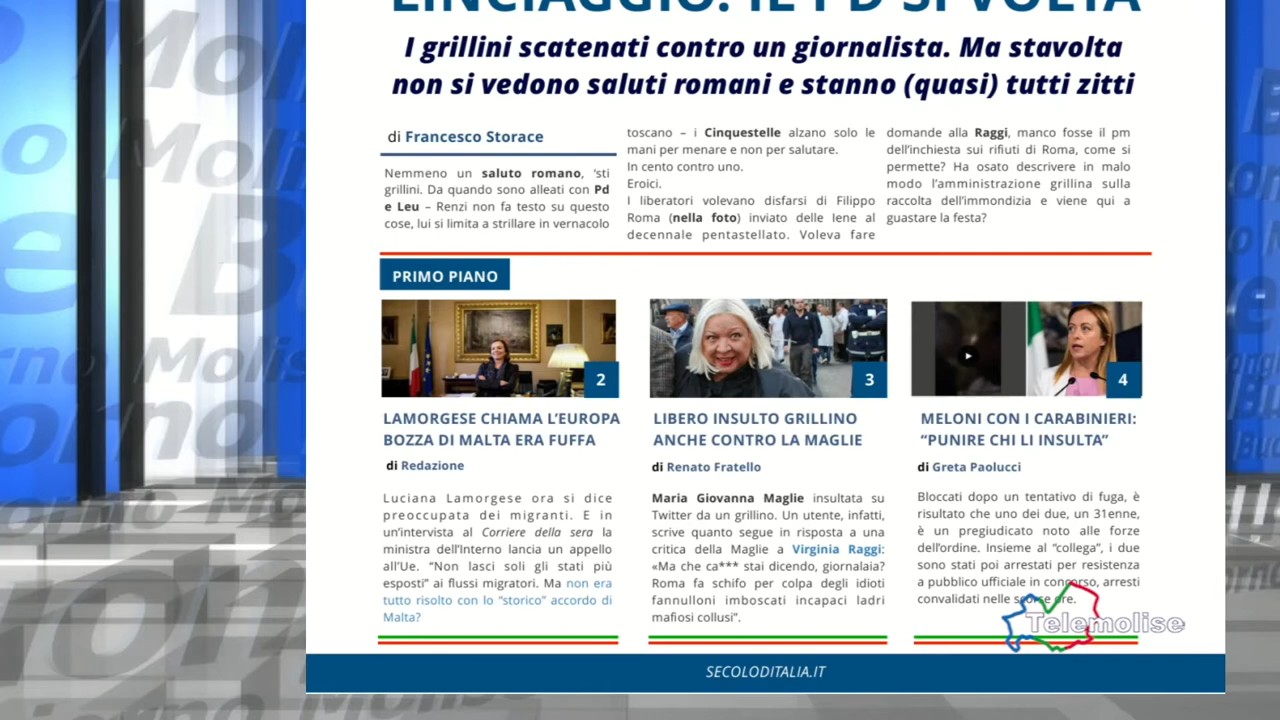 LINCIAGGIO. IL PD SI VOLTA
I grillini scatenati contro un giornalista. Ma stavolta
non si vedono saluti romani e stanno (quasi) tutti zitti
di Francesco Storace
Nemmeno un saluto romano, ‘sti
grillini. Da quando sono alleati con Pd
e Leu – Renzi non fa testo su questo
cose, lui si limita a strillare in vernacolo
toscano – i Cinquestelle alzano solo le
mani per menare e non per salutare.
In cento contro uno.
Eroici.
I liberatori volevano disfarsi di Filippo
Roma (nella foto) inviato delle Iene al
decennale pentastellato. Voleva fare
domande alla Raggi, manco fosse il pm
dell’inchiesta sui rifiuti di Roma, come si
permette? Ha osato descrivere in malo
modo l’amministrazione grillina sulla
raccolta dell’immondizia e viene qui a
guastare la festa?
PRIMO PIANO
2
LAMORGESE CHIAMA L’EUROPA
BOZZA DI MALTA ERA FUFFA
di Redazione
Luciana Lamorgese ora si dice
preoccupata dei migranti. E in
un’intervista al Corriere della sera la
ministra dell’Interno lancia un appello
all’Ue. “Non lasci soli gli stati più
esposti” ai flussi migratori. Ma non era
tutto risolto con lo “storico” accordo di
Malta?
3
LIBERO INSULTO GRILLINO
ANCHE CONTRO LA MAGLIE
di Renato Fratello
Maria Giovanna Maglie insultata su
Twitter da un grillino. Un utente, infatti,
scrive quanto segue in risposta a una
critica della Maglie a Virginia Raggi:
«Ma che ca*** stai dicendo, giornalaia?
Roma fa schifo per colpa degli idioti
fannulloni imboscati incapaci ladri
mafiosi collusi”.
4
MELONI CON I CARABINIERI:
“PUNIRE CHI LI INSULTA”
di Greta Paolucci
Bloccati dopo un tentativo di fuga, è
risultato che uno dei due, un 31enne,
è un pregiudicato noto alle forze
dell’ordine. Insieme al “collega”, i due
sono stati poi arrestati per resistenza
a pubblico ufficiale in concorso, arresti
convalidati nelle scorse ore.
Telemolise
SECOLODITALIA.IT